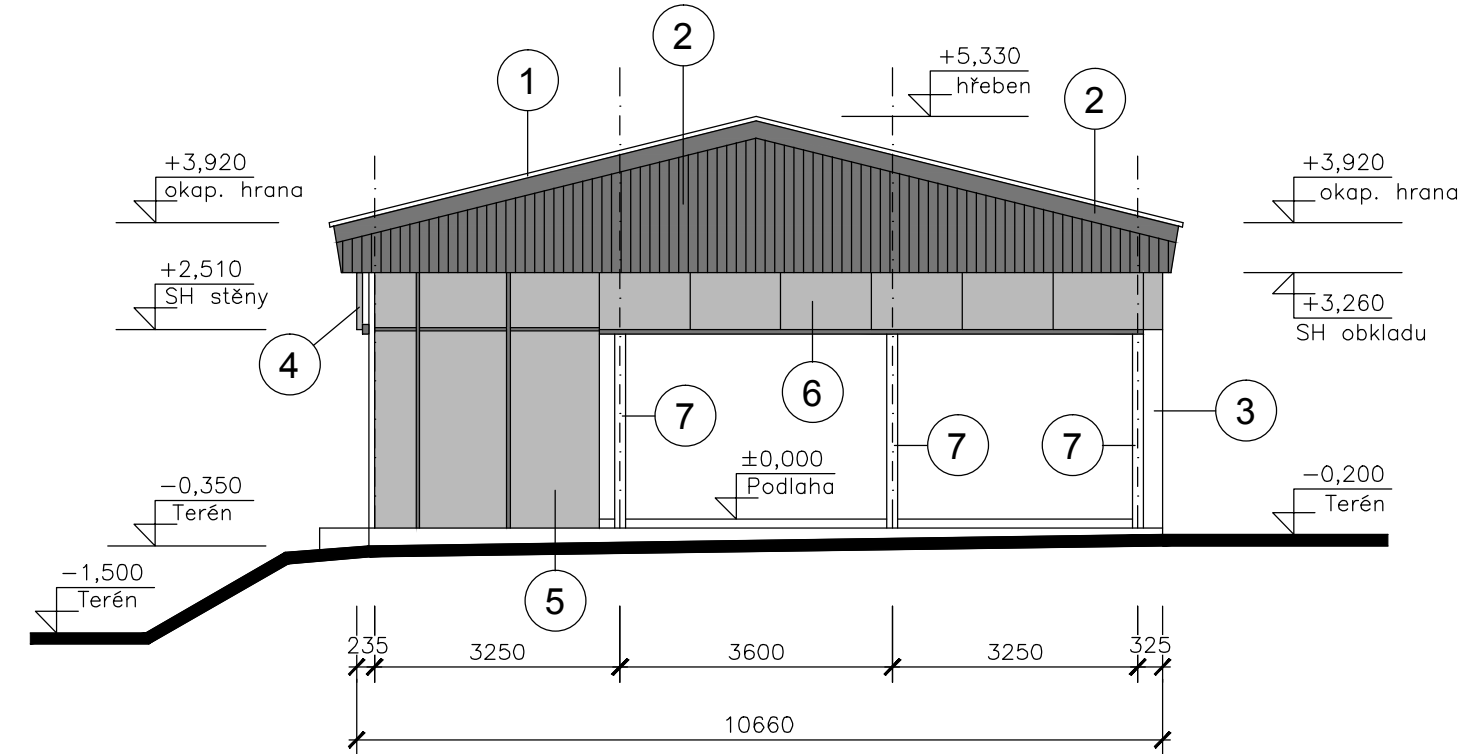 2
+5,330
hřeben
1
2
+3,920
okap. hrana
+3,920
okap. hrana
+2,510
SH stěny
+3,260
SH obkladu
4
6
7
7
7
3
±0,000
Podlaha
−0,350
Terén
−0,200
Terén
−1,500
Terén
5
235
3250
3600
3250
325
10660